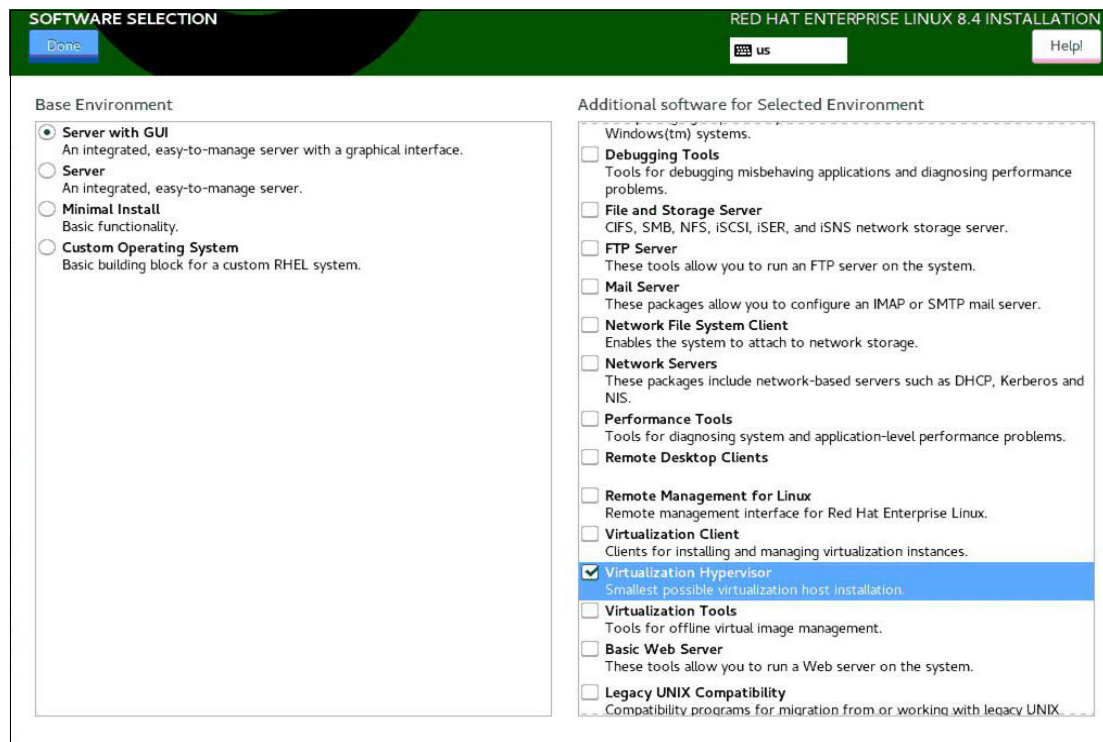 SOFTWARE SELECTION
RED HAT ENTERPRISE LINUX 8.4 INSTALLATION
Done
us
Help!
Base Environment
Server with GUI
An integrated, easy-to-manage server with a graphical interface.
Server
An integrated, easy-to-manage server.
Minimal Install
Basic functionality.
Custom Operating System
Basic building block for a custom RHEL system.
Additional software for Selected Environment
Windows(tm) systems.
Debugging Tools
Tools for debugging misbehaving applications and diagnosing performance
problems.
File and Storage Server
CIFS, SMB, NFS, iSCSI, iSER, and iSNS network storage server.
FTP Server
These tools allow you to run an FTP server on the system.
Mail Server
These packages allow you to configure an IMAP or SMTP mail server.
Network File System Client
Enables the system to attach to network storage.
Network Servers
These packages include network-based servers such as DHCP, Kerberos and
NIS.
Performance Tools
Tools for diagnosing system and application-level performance problems.
Remote Desktop Clients
Remote Management for Linux
Remote management interface for Red Hat Enterprise Linux.
Virtualization Client
Clients for installing and managing virtualization instances.
Virtualization Hypervisor
Smallest possible virtualization host installation.
Virtualization Tools
Tools for offline virtual image management.
Basic Web Server
These tools allow you to run a Web server on the system.
Legacy UNIX Compatibility
Compatibility programs for migration from or working with legacy UNIX